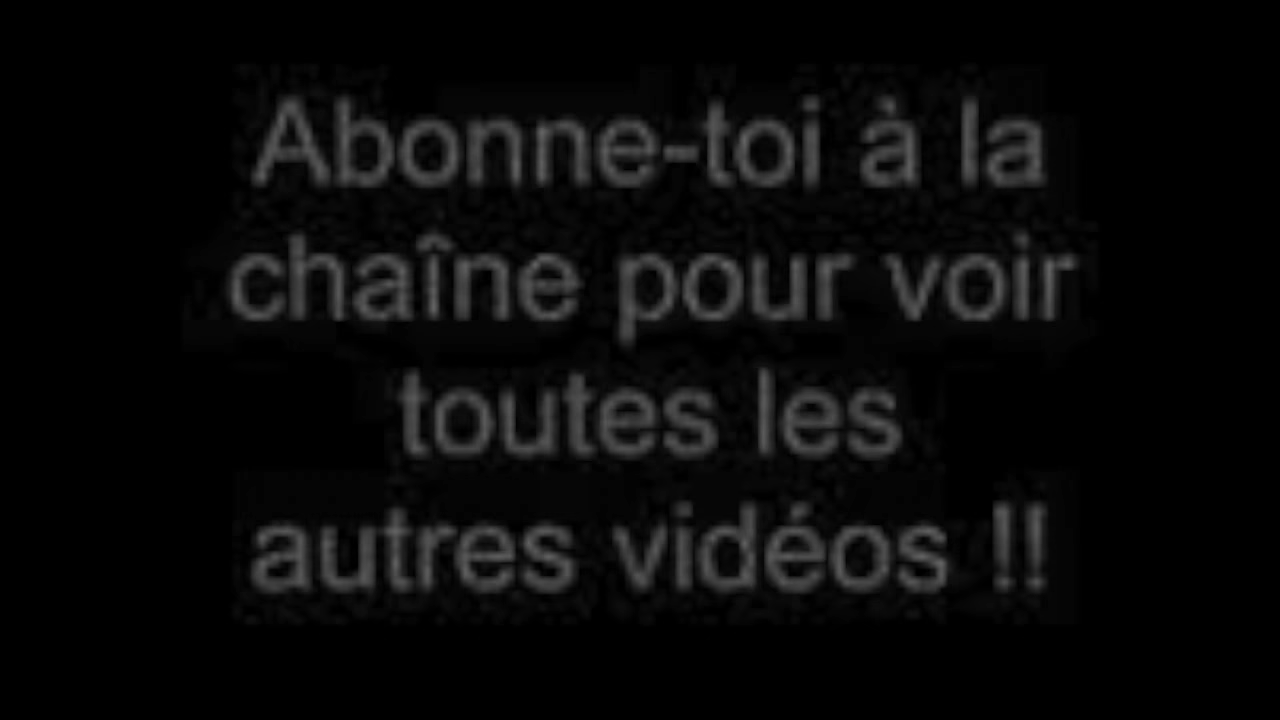 Abonne-toi à la
chaîne pour voir
toutes les
autres vidéos !!